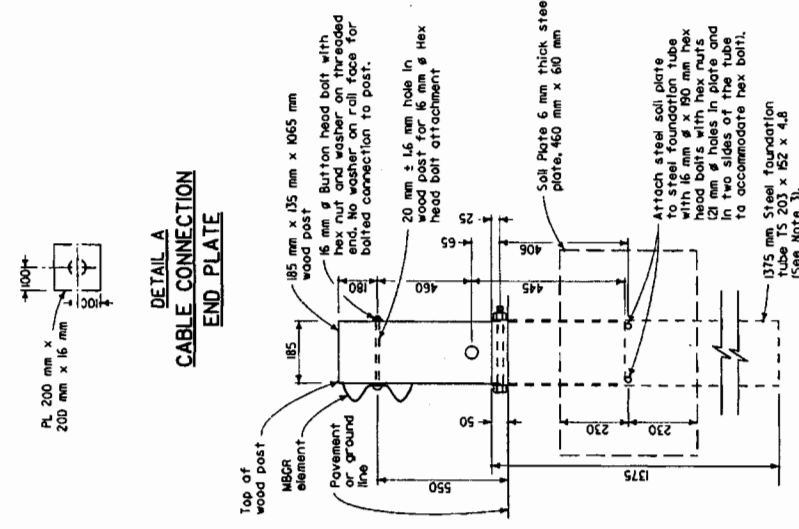 100
PL 200 mm x
200 mm x 16 mm
100
DETAIL A
CABLE CONNECTION
END PLATE
Top of
wood post
MBGR
element
Pavement
or ground
line
185
180
460
65
25
445
406
50
550
230
230
1375
185 mm x 135 mm x 1065 mm
wood post
16 mm ø Button head bolt with
hex nut and washer on threaded
end. No washer on rail face for
bolted connection to post.
20 mm ± 1.6 mm hole in
wood post for 16 mm ø Hex
head bolt attachment
Soil Plate 6 mm thick steel
plate, 460 mm x 610 mm
Attach steel soil plate
to steel foundation tube
with 16 mm ø x 190 mm hex
head bolts with hex nuts
(21 mm ø holes in plate and
in two sides of the tube
to accommodate hex bolt).
1375 mm Steel foundation
tube TS 203 x 152 x 4.8
(See Note 3).